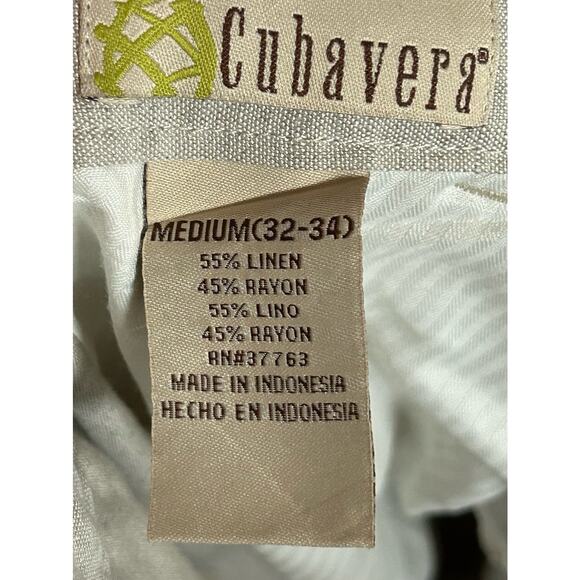 Cubavera®
MEDIUM(32-34)
55% LINEN
45% RAYON
55% LINO
45% RAYON
RN#37763
MADE IN INDONESIA
HECHO EN INDONESIA